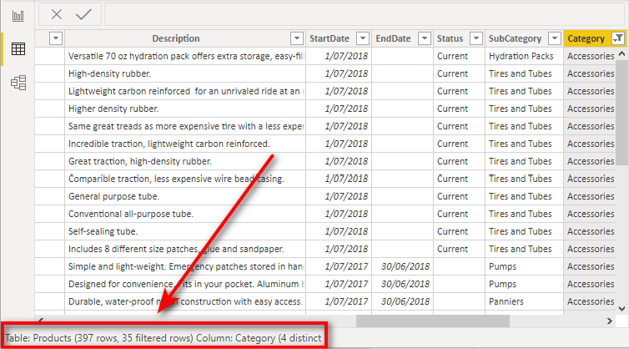 Description StartDate EndDate Status SubCategory Category
Versatile 70 oz hydration pack offers extra storage, easy-fil 1/07/2018 Current Hydration Packs Accessories
High-density rubber. 1/07/2018 Current Tires and Tubes Accessories
Lightweight carbon reinforced for an unrivaled ride at an u 1/07/2018 Current Tires and Tubes Accessories
Higher density rubber. 1/07/2018 Current Tires and Tubes Accessories
Same great treads as more expensive tire with a less expe 1/07/2018 Current Tires and Tubes Accessories
Incredible traction, lightweight carbon reinforced. 1/07/2018 Current Tires and Tubes Accessories
Great traction, high-density rubber. 1/07/2018 Current Tires and Tubes Accessories
Comparible traction, less expensive wire bead casing. 1/07/2018 Current Tires and Tubes Accessories
General purpose tube. 1/07/2018 Current Tires and Tubes Accessories
Conventional all-purpose tube. 1/07/2018 Current Tires and Tubes Accessories
Self-sealing tube. 1/07/2018 Current Tires and Tubes Accessories
Includes 8 different size patches, glue and sandpaper. 1/07/2018 Current Tires and Tubes Accessories
Simple and light-weight. Emergency patches stored in han 1/07/2017 30/06/2018 Pumps Accessories
Designed for convenience. Fits in your pocket. Aluminum b 1/07/2017 30/06/2018 Pumps Accessories
Durable, water-proof nylon construction with easy access. 1/07/2017 30/06/2018 Panniers Accessories
Table: Products (397 rows, 35 filtered rows) Column: Category (4 distinct